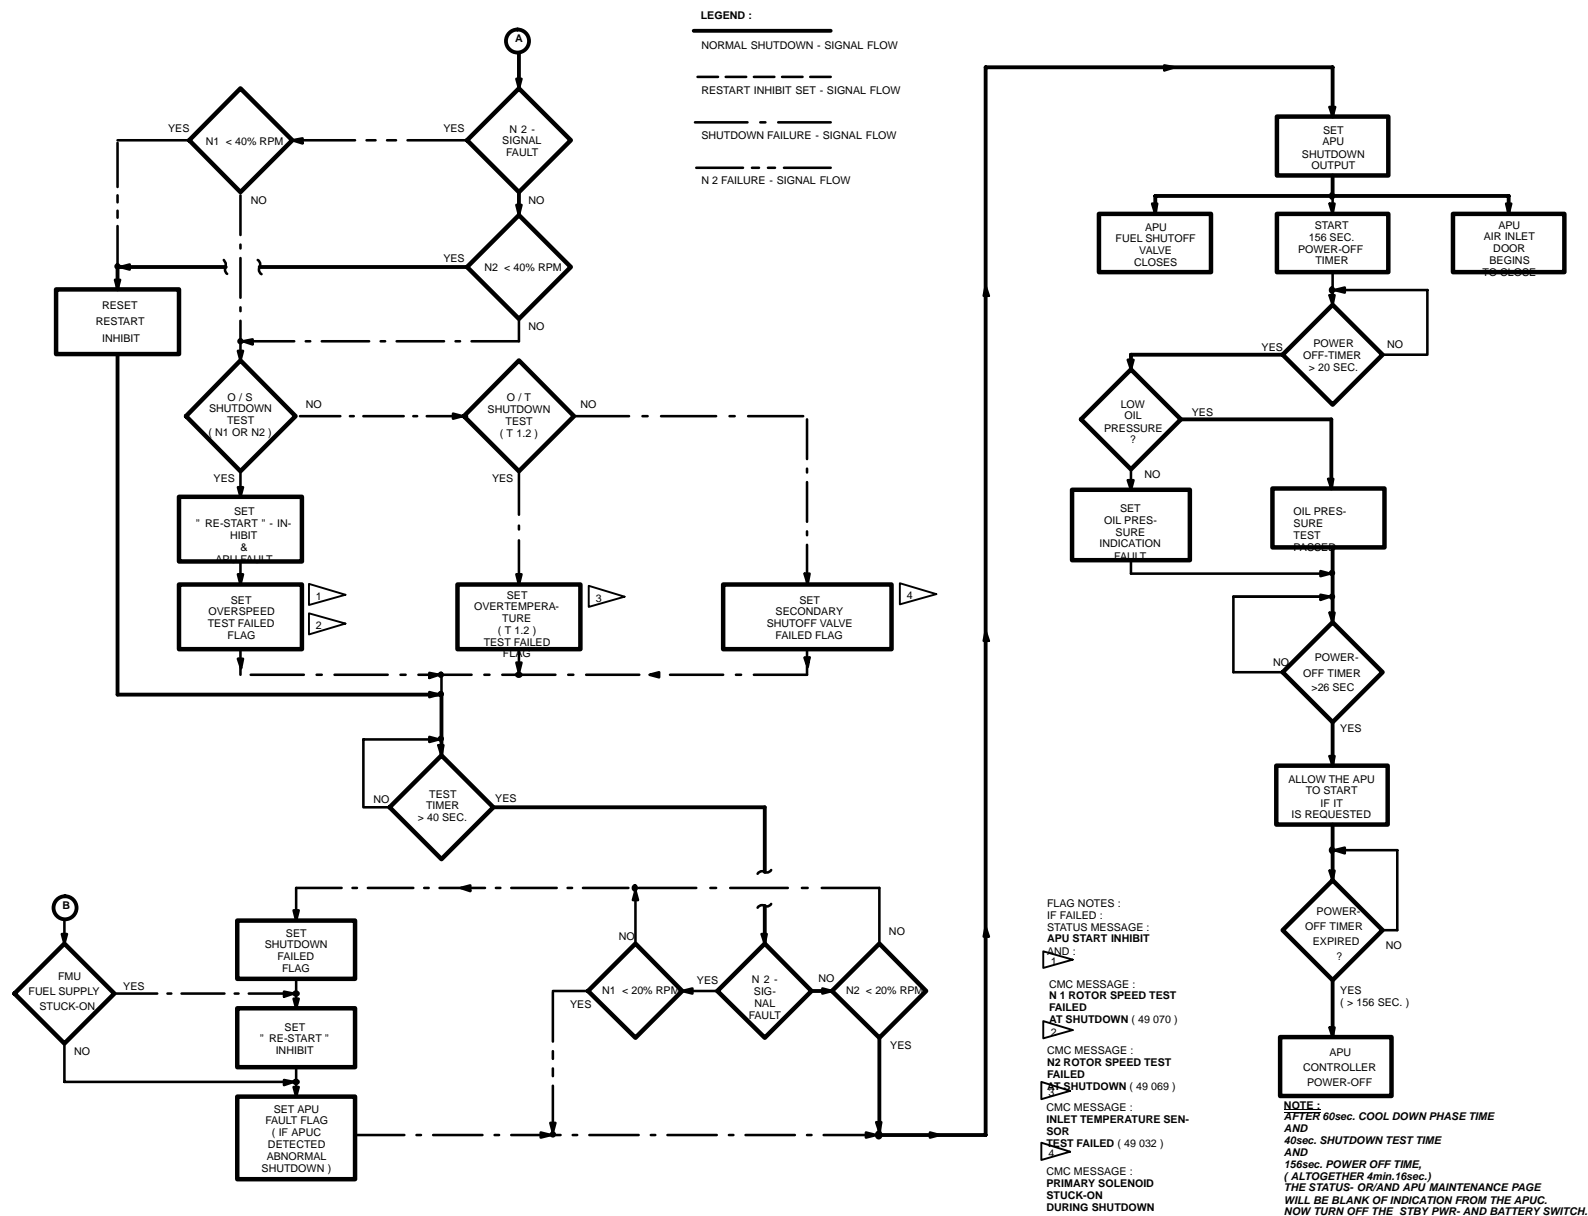 LEGEND :
NORMAL SHUTDOWN - SIGNAL FLOW
RESTART INHIBIT SET - SIGNAL FLOW
SHUTDOWN FAILURE - SIGNAL FLOW
N 2 FAILURE - SIGNAL FLOW
A
N 2 -
SIGNAL
FAULT
YES
NO
N1 < 40% RPM
YES
NO
N2 < 40% RPM
YES
NO
RESET
RESTART
INHIBIT
O / S
SHUTDOWN
TEST
( N1 OR N2 )
NO
YES
O / T
SHUTDOWN
TEST
( T 1.2 )
NO
YES
SET
" RE-START " - IN-
HIBIT
&
APU FAULT
SET
OVERSPEED
TEST FAILED
FLAG
1
2
SET
OVERTEMPERA-
TURE
( T 1.2 )
TEST FAILED
FLAG
3
SET
SECONDARY
SHUTOFF VALVE
FAILED FLAG
4
TEST
TIMER
> 40 SEC.
NO
YES
B
FMU
FUEL SUPPLY
STUCK-ON
YES
NO
SET
SHUTDOWN
FAILED
FLAG
SET
" RE-START "
INHIBIT
SET APU
FAULT FLAG
( IF APUC
DETECTED
ABNORMAL
SHUTDOWN )
N1 < 20% RPM
NO
YES
N 2 -
SIG-
NAL
FAULT
YES
NO
N2 < 20% RPM
NO
YES
SET
APU
SHUTDOWN
OUTPUT
APU
FUEL SHUTOFF
VALVE
CLOSES
START
156 SEC.
POWER-OFF
TIMER
APU
AIR INLET
DOOR
BEGINS
TO CLOSE
POWER
OFF-TIMER
> 20 SEC.
YES
NO
LOW
OIL
PRESSURE
?
YES
NO
SET
OIL PRES-
SURE
INDICATION
FAULT
OIL PRES-
SURE
TEST
PASSED
POWER-
OFF TIMER
>26 SEC
NO
YES
ALLOW THE APU
TO START
IF IT
IS REQUESTED
POWER-
OFF TIMER
EXPIRED
?
NO
YES
( > 156 SEC. )
APU
CONTROLLER
POWER-OFF
FLAG NOTES :
IF FAILED :
STATUS MESSAGE :
APU START INHIBIT
AND :
1
CMC MESSAGE :
N 1 ROTOR SPEED TEST
FAILED
AT SHUTDOWN ( 49 070 )
2
CMC MESSAGE :
N2 ROTOR SPEED TEST
FAILED
AT SHUTDOWN ( 49 069 )
3
CMC MESSAGE :
INLET TEMPERATURE SEN-
SOR
TEST FAILED ( 49 032 )
4
CMC MESSAGE :
PRIMARY SOLENOID
STUCK-ON
DURING SHUTDOWN
NOTE :
AFTER 60sec. COOL DOWN PHASE TIME
AND
40sec. SHUTDOWN TEST TIME
AND
156sec. POWER OFF TIME,
( ALTOGETHER 4min.16sec.)
THE STATUS- OR/AND APU MAINTENANCE PAGE
WILL BE BLANK OF INDICATION FROM THE APUC.
NOW TURN OFF THE STBY PWR- AND BATTERY SWITCH.